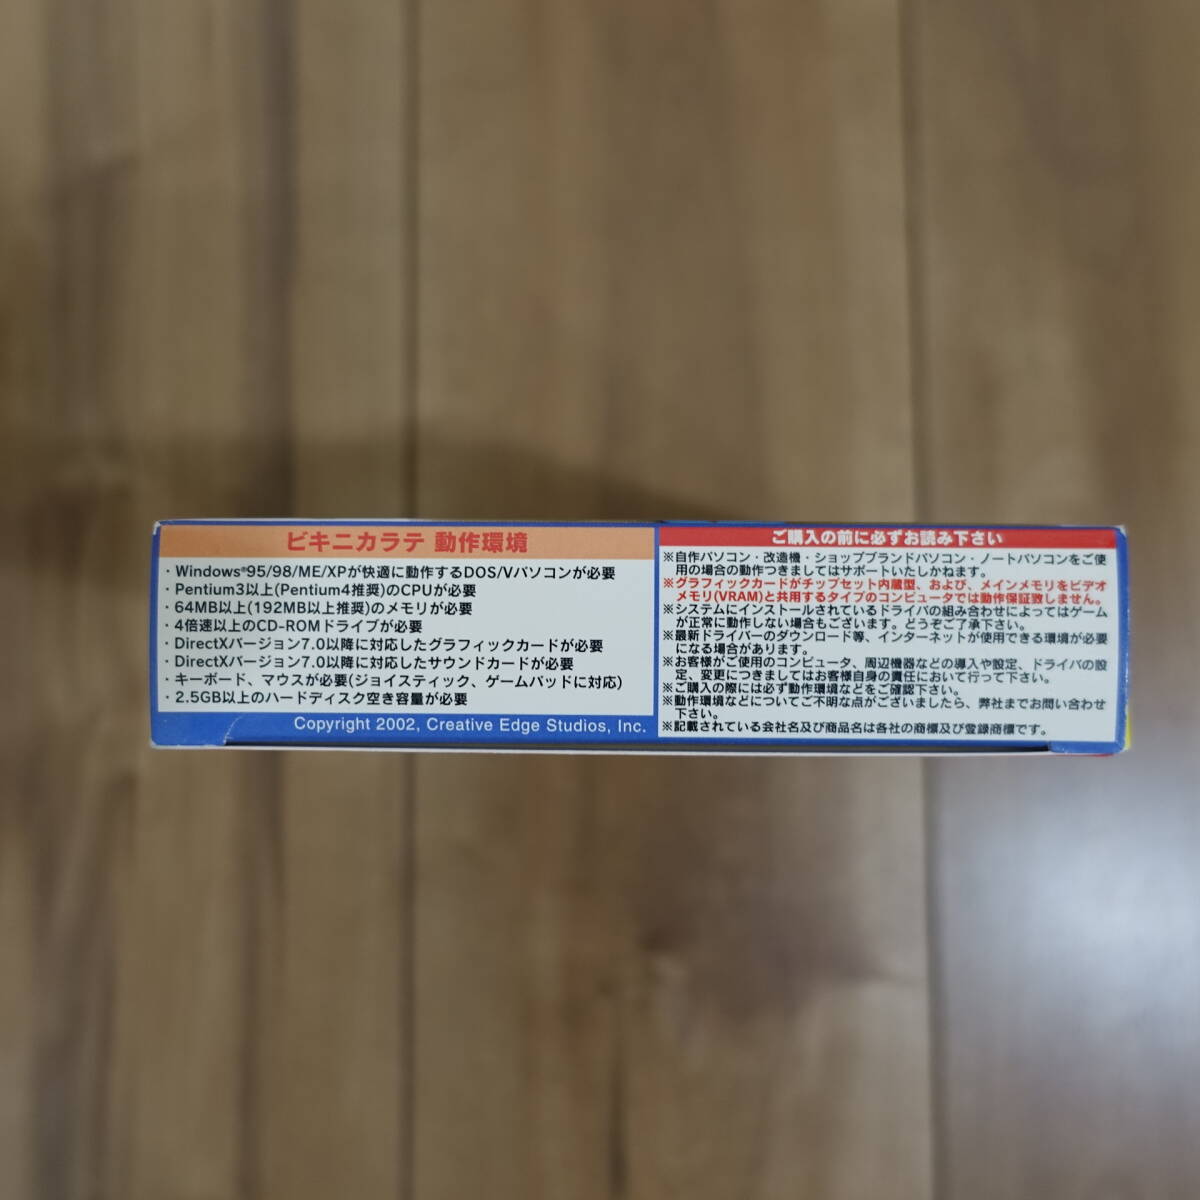 ビキニカラテ 動作環境
・Windows®95/98/ME/XPが快適に動作するDOS/Vパソコンが必要
・Pentium3以上(Pentium4推奨)のCPUが必要
・64MB以上(192MB以上推奨)のメモリが必要
・4倍速以上のCD-ROMドライブが必要
・DirectXバージョン7.0以降に対応したグラフィックカードが必要
・DirectXバージョン7.0以降に対応したサウンドカードが必要
・キーボード、マウスが必要(ジョイスティック、ゲームパッドに対応)
・2.5GB以上のハードディスク空き容量が必要
Copyright 2002, Creative Edge Studios, Inc.
ご購入の前に必ずお読み下さい
※自作パソコン・改造機・ショップブランドパソコン・ノートパソコンをご使
用の場合の動作つきましてはサポートいたしかねます。
※グラフィックカードがチップセット内蔵型、および、メインメモリをビデオ
メモリ(VRAM)と共用するタイプのコンピュータでは動作保証致しません。
※システムにインストールされているドライバの組み合わせによってはゲーム
が正常に動作しない場合もございます。どうぞご了承下さい。
※最新ドライバーのダウンロード等、インターネットが使用できる環境が必要
になる場合があります。
※お客様がご使用のコンピュータ、周辺機器などの導入や設定、ドライバの設
定、変更につきましてはお客様自身の責任において行って下さい。
※ご購入の際には必ず動作環境などをご確認下さい。
※動作環境などについてご不明な点がございましたら、弊社までお問い合わせ
下さい。
※記載されている会社名及び商品名は各社の商標及び登録商標です。